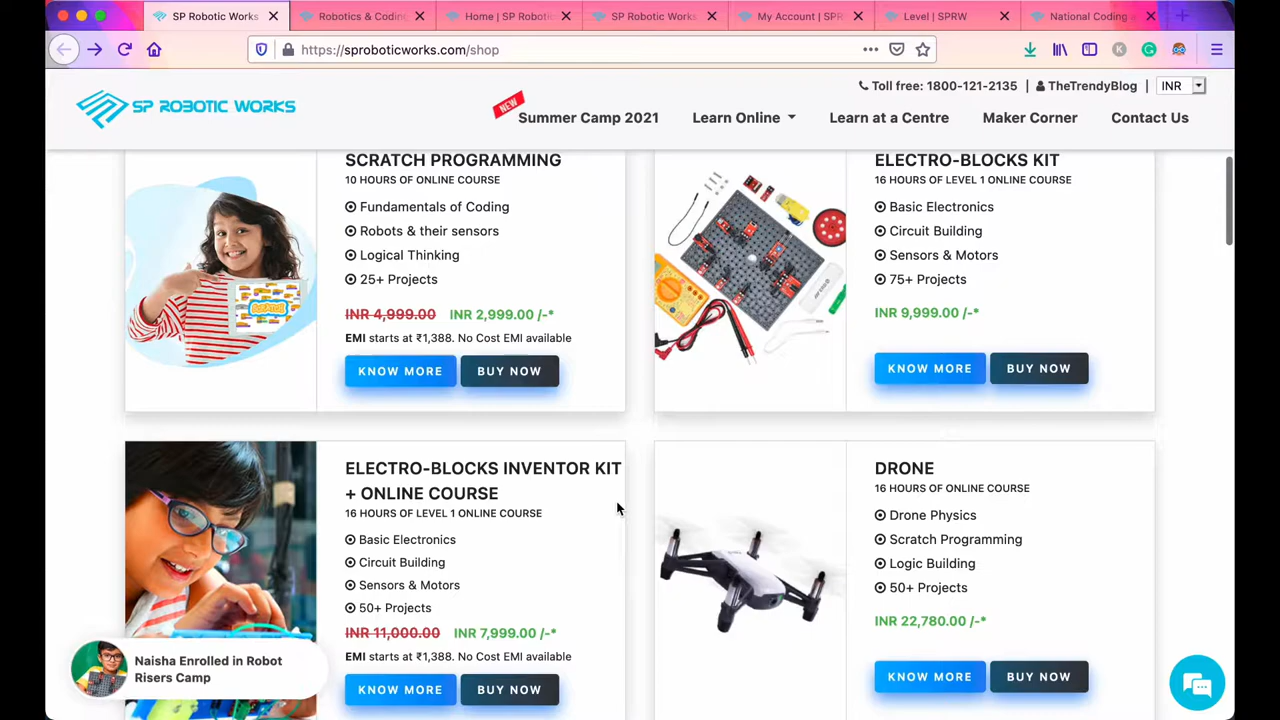 SP Robotic Works
Robotics & Coding
Home | SP Roboti
SP Robotic Works
My Account | SPR
Level | SPRW
National Coding
https://sproboticworks.com/shop
SP ROBOTIC WORKS
Toll free: 1800-121-2135 | TheTrendyBlog | INR
NEW
Summer Camp 2021
Learn Online
Learn at a Centre
Maker Corner
Contact Us
SCRATCH PROGRAMMING
10 HOURS OF ONLINE COURSE
Fundamentals of Coding
Robots & their sensors
Logical Thinking
25+ Projects
INR 4,999.00 INR 2,999.00 /-*
EMI starts at ₹1,388. No Cost EMI available
KNOW MORE
BUY NOW
SCRATCH
ELECTRO-BLOCKS KIT
16 HOURS OF LEVEL 1 ONLINE COURSE
Basic Electronics
Circuit Building
Sensors & Motors
75+ Projects
INR 9,999.00 /-*
KNOW MORE
BUY NOW
ELECTRO-BLOCKS INVENTOR KIT
+ ONLINE COURSE
16 HOURS OF LEVEL 1 ONLINE COURSE
Basic Electronics
Circuit Building
Sensors & Motors
50+ Projects
INR 11,000.00 INR 7,999.00 /-*
EMI starts at ₹1,388. No Cost EMI available
KNOW MORE
BUY NOW
DRONE
16 HOURS OF ONLINE COURSE
Drone Physics
Scratch Programming
Logic Building
50+ Projects
INR 22,780.00 /-*
KNOW MORE
BUY NOW
Naisha Enrolled in Robot
Risers Camp